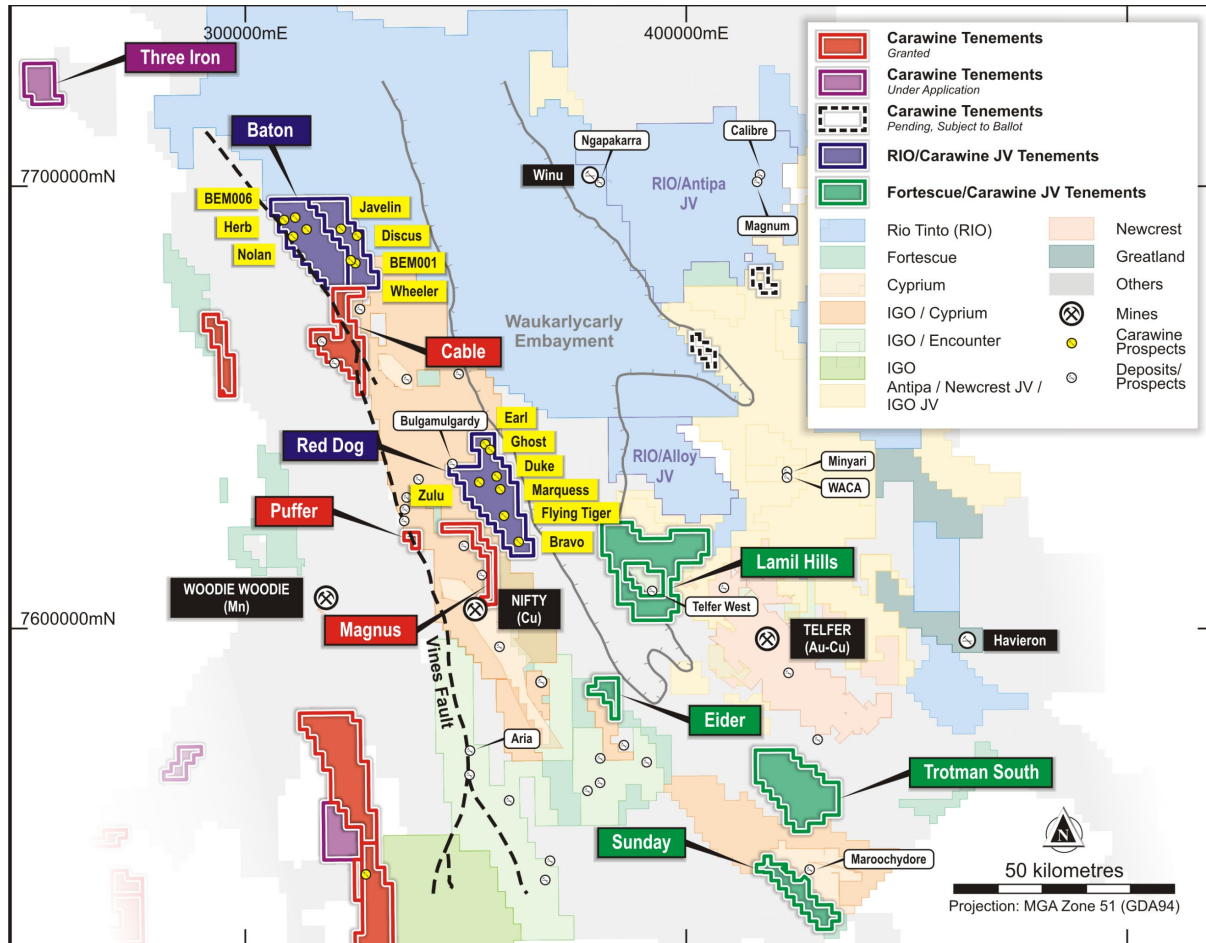 300000mE
400000mE
7700000mN
7600000mN
Three Iron
Baton
BEM006
Herb
Nolan
Javelin
Discus
BEM001
Wheeler
Cable
Waukarlycarly
Embayment
Ngapakarra
Winu
Calibre
RIO/Antipa
JV
Magnum
Bulgamulgardy
Red Dog
Earl
Ghost
Duke
Marquess
Flying Tiger
Bravo
Zulu
RIO/Alloy
JV
Minyari
WACA
Puffer
WOODIE WOODIE
(Mn)
Magnus
NIFTY
(Cu)
Lamil Hills
Telfer West
TELFER
(Au-Cu)
Havieron
Vines Fault
Aria
Eider
Trotman South
Sunday
Maroochydore
Carawine Tenements
Granted
Carawine Tenements
Under Application
Carawine Tenements
Pending, Subject to Ballot
RIO/Carawine JV Tenements
Fortescue/Carawine JV Tenements
Rio Tinto (RIO)
Fortescue
Cyprium
IGO / Cyprium
IGO / Encounter
IGO
Antipa / Newcrest JV /
IGO JV
Newcrest
Greatland
Others
Mines
Carawine
Prospects
Deposits/
Prospects
N
50 kilometres
Projection: MGA Zone 51 (GDA94)